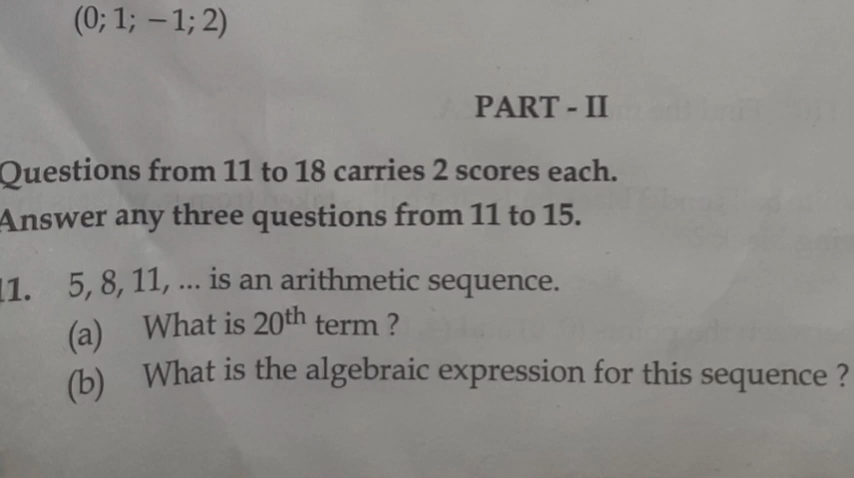 (0; 1; –1; 2)
PART - II
Questions from 11 to 18 carries 2 scores each.
Answer any three questions from 11 to 15.
11. 5, 8, 11, ... is an arithmetic sequence.
(a) What is 20th term ?
(b) What is the algebraic expression for this sequence ?